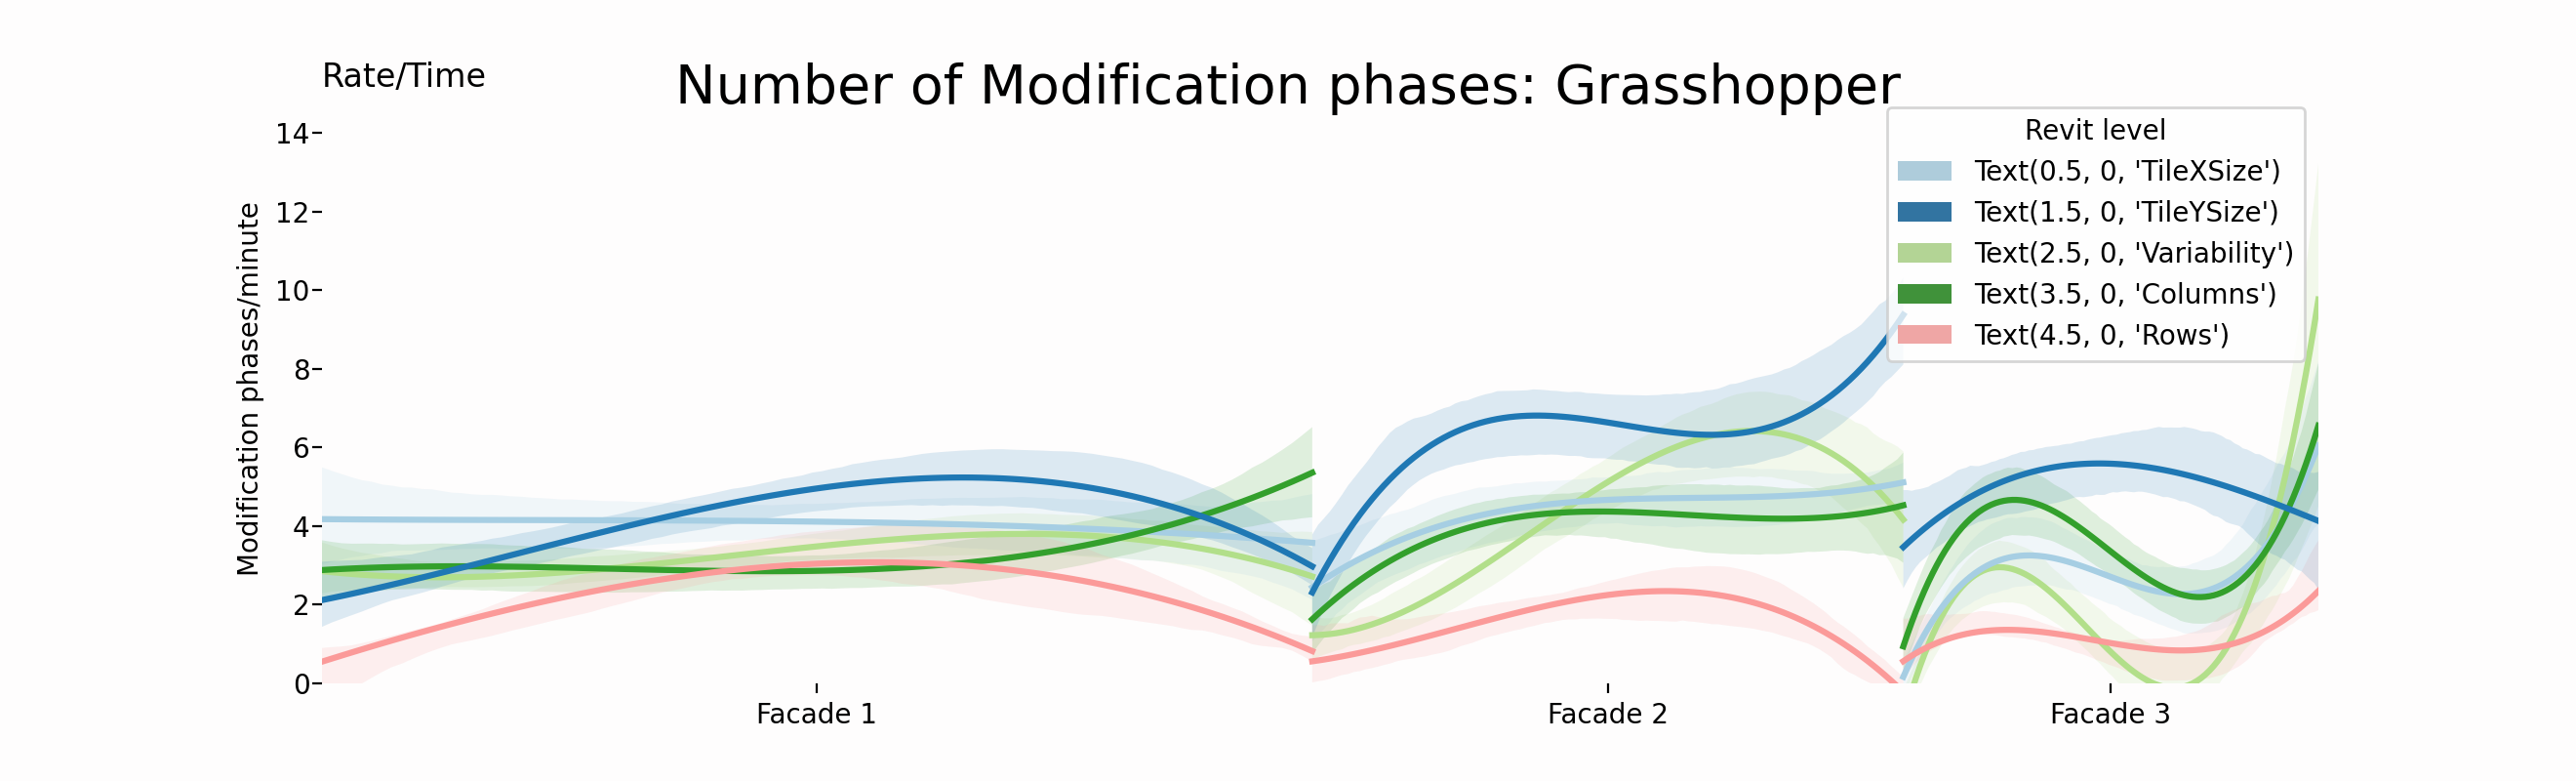 Rate/Time
Number of Modification phases: Grasshopper
Modification phases/minute
14
12
10
8
6
4
2
0
Revit level
Text(0.5, 0, 'TileXSize')
Text(1.5, 0, 'TileYSize')
Text(2.5, 0, 'Variability')
Text(3.5, 0, 'Columns')
Text(4.5, 0, 'Rows')
Facade 1
Facade 2
Facade 3